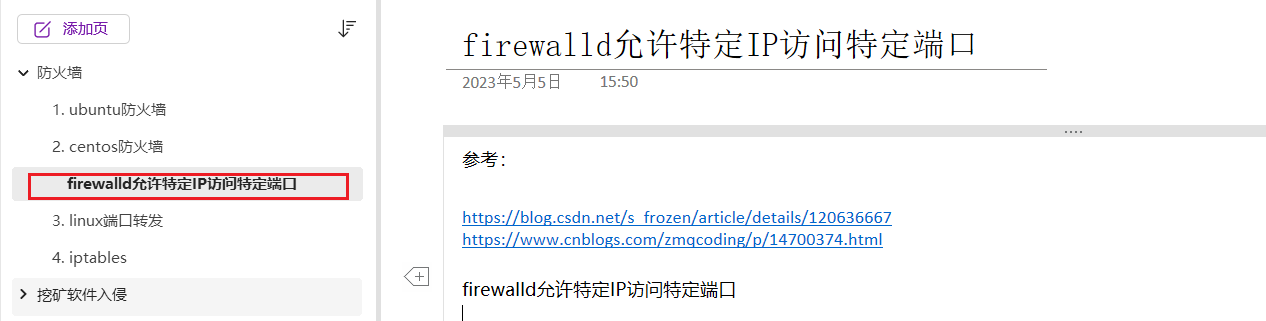 添加页
防火墙
1. ubuntu防火墙
2. centos防火墙
firewalld允许特定IP访问特定端口
3. linux端口转发
4. iptables
挖矿软件入侵
firewalld允许特定IP访问特定端口
2023年5月5日 15:50
参考：
https://blog.csdn.net/s_frozen/article/details/120636667
https://www.cnblogs.com/zmqcoding/p/14700374.html
firewalld允许特定IP访问特定端口